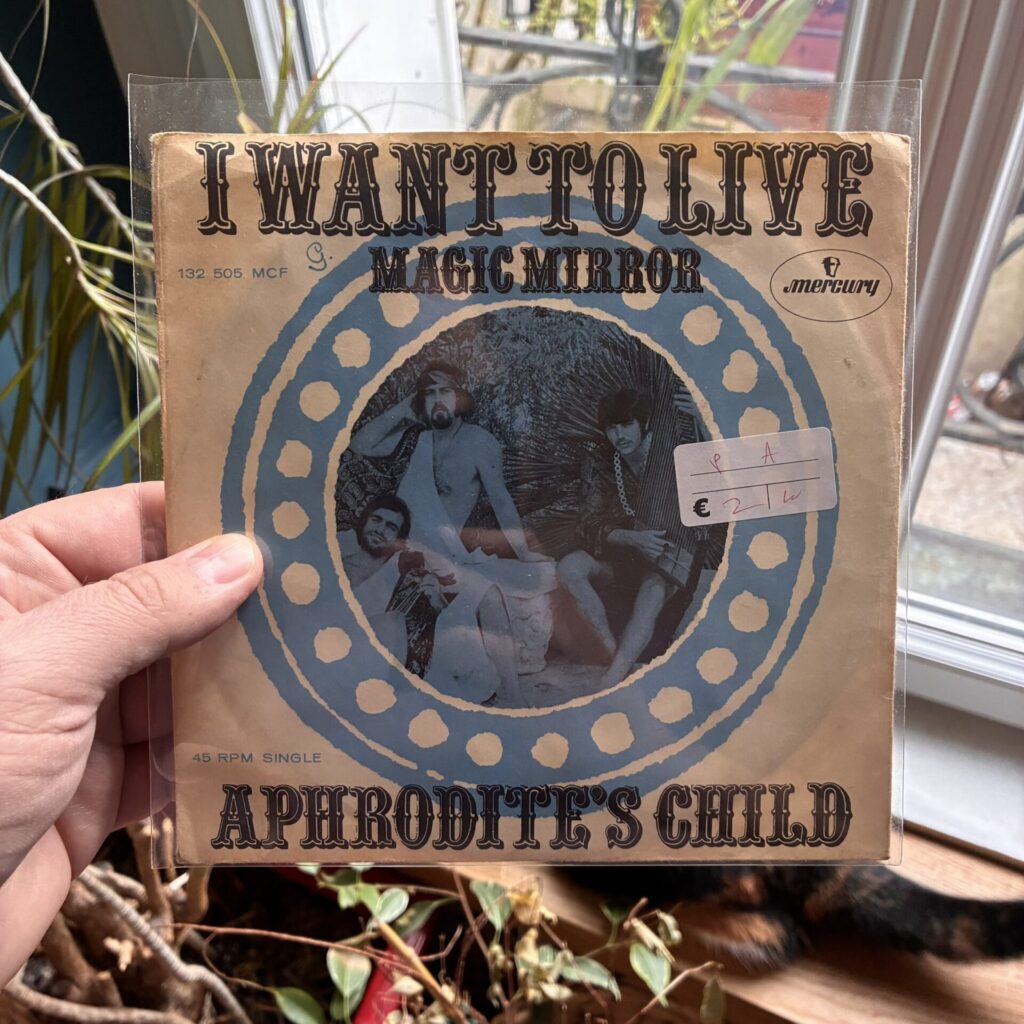 I WANT TO LIVE
132 505 MCF
G.
MAGIC MIRROR
mercury
P A
€ 2
45 RPM SINGLE
APHRODITE'S CHILD